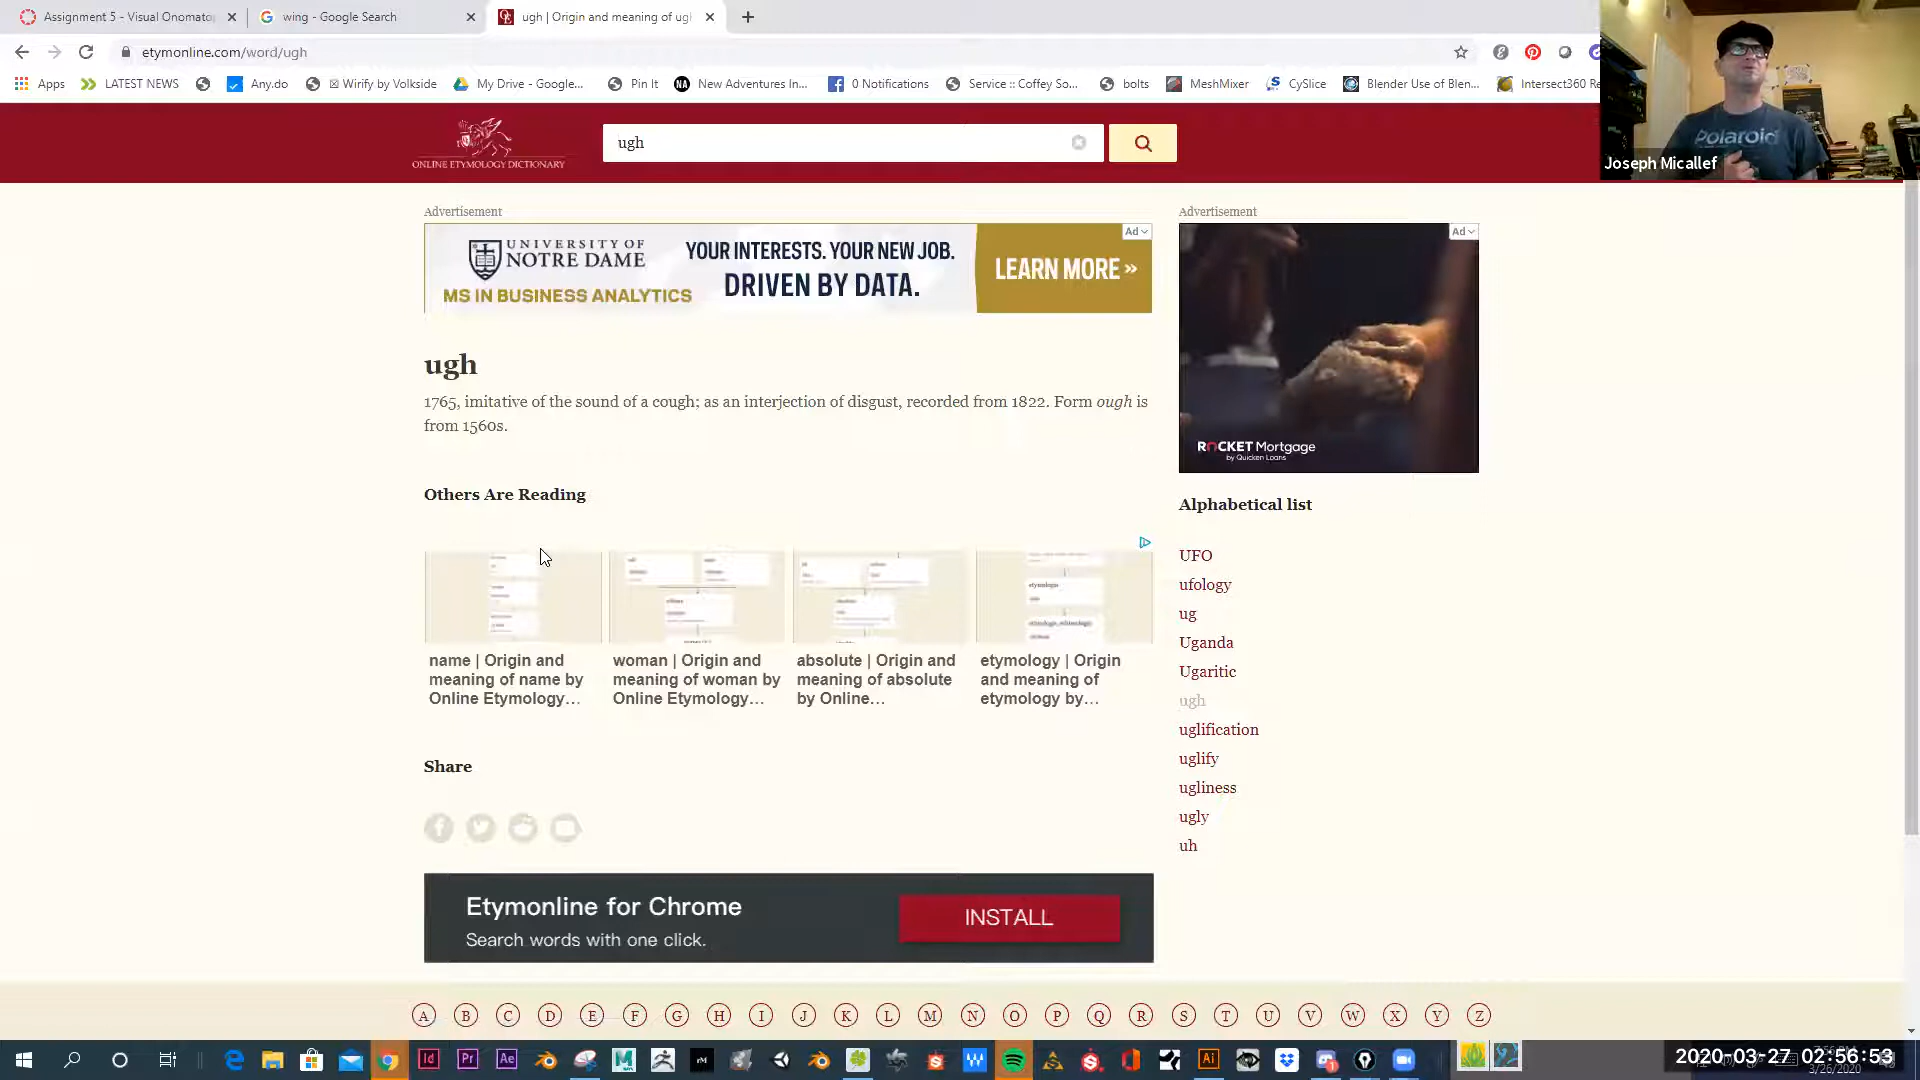 Assignment 5 - Visual Onomato
wing - Google Search
ugh | Origin and meaning of ugh
etymonline.com/word/ugh
Apps
LATEST NEWS
Any.do
Wirify by Volkside
My Drive - Google...
Pin It
New Adventures In...
0 Notifications
Service :: Coffey So...
bolts
MeshMixer
CySlice
Blender Use of Blen...
Intersect360 Re
Polaroid
Joseph Micallef
ONLINE ETYMOLOGY DICTIONARY
ugh
Advertisement
Advertisement
UNIVERSITY OF
NOTRE DAME
MS IN BUSINESS ANALYTICS
YOUR INTERESTS. YOUR NEW JOB.
DRIVEN BY DATA.
LEARN MORE »
Ad
Ad
ROCKET Mortgage
by Quicken Loans
ugh
1765, imitative of the sound of a cough; as an interjection of disgust, recorded from 1822. Form ough is
from 1560s.
Others Are Reading
name | Origin and
meaning of name by
Online Etymology...
woman | Origin and
meaning of woman by
Online Etymology...
absolute | Origin and
meaning of absolute
by Online...
etymology | Origin
and meaning of
etymology by...
Alphabetical list
UFO
ufology
ug
Uganda
Ugaritic
ugh
uglification
uglify
ugliness
ugly
uh
Share
Etymonline for Chrome
Search words with one click.
INSTALL
A B C D E F G H I J K L M N O P Q R S T U V W X Y Z
2020-03-27 02:56:53
3/26/2020